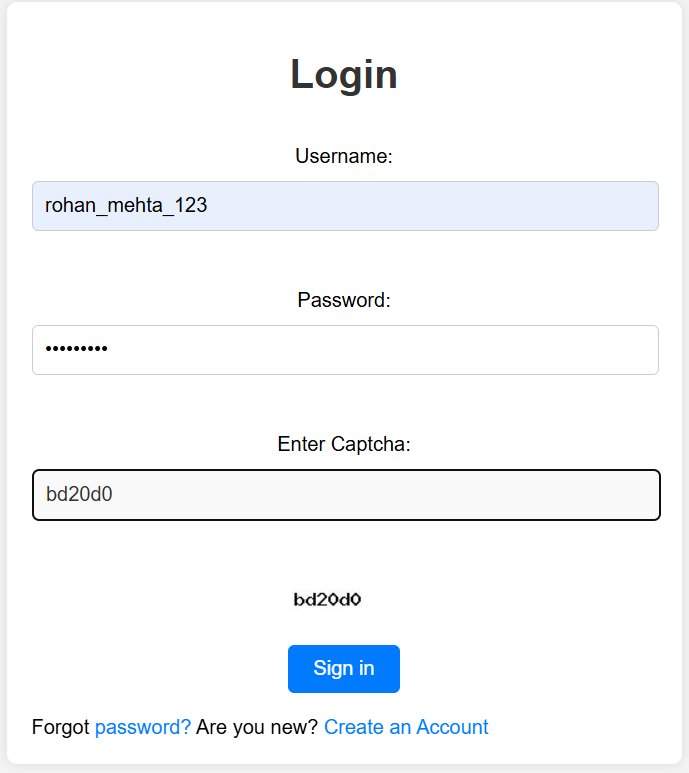 Login
Username:
rohan_mehta_123
Password:
•••••••••
Enter Captcha:
bd20d0
bd20d0
Sign in
Forgot password? Are you new? Create an Account